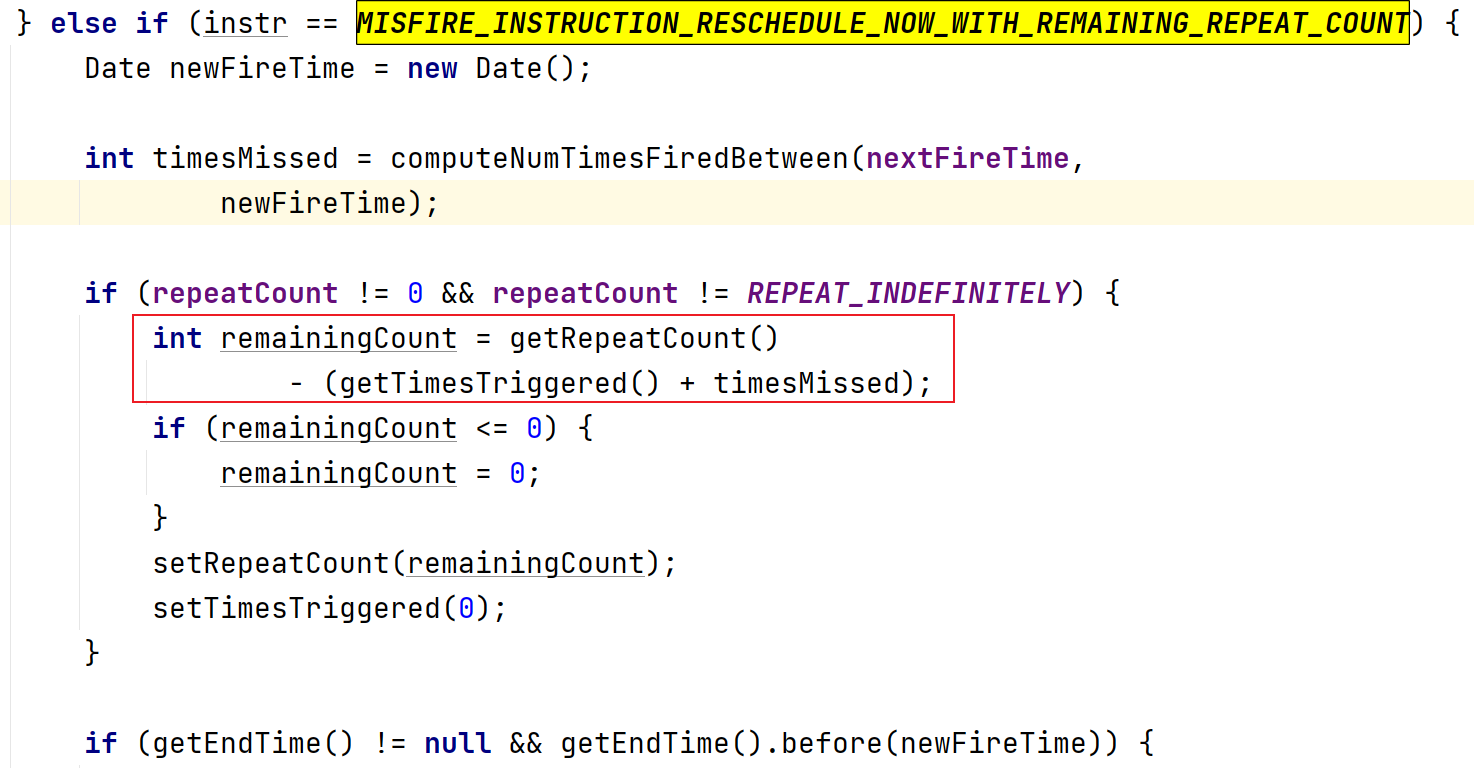 } else if (instr == MISFIRE_INSTRUCTION_RESCHEDULE_NOW_WITH_REMAINING_REPEAT_COUNT) {
Date newFireTime = new Date();
int timesMissed = computeNumTimesFiredBetween(nextFireTime,
newFireTime);
if (repeatCount != 0 && repeatCount != REPEAT_INDEFINITELY) {
int remainingCount = getRepeatCount()
- (getTimesTriggered() + timesMissed);
if (remainingCount <= 0) {
remainingCount = 0;
}
setRepeatCount(remainingCount);
setTimesTriggered(0);
}
if (getEndTime() != null && getEndTime().before(newFireTime)) {